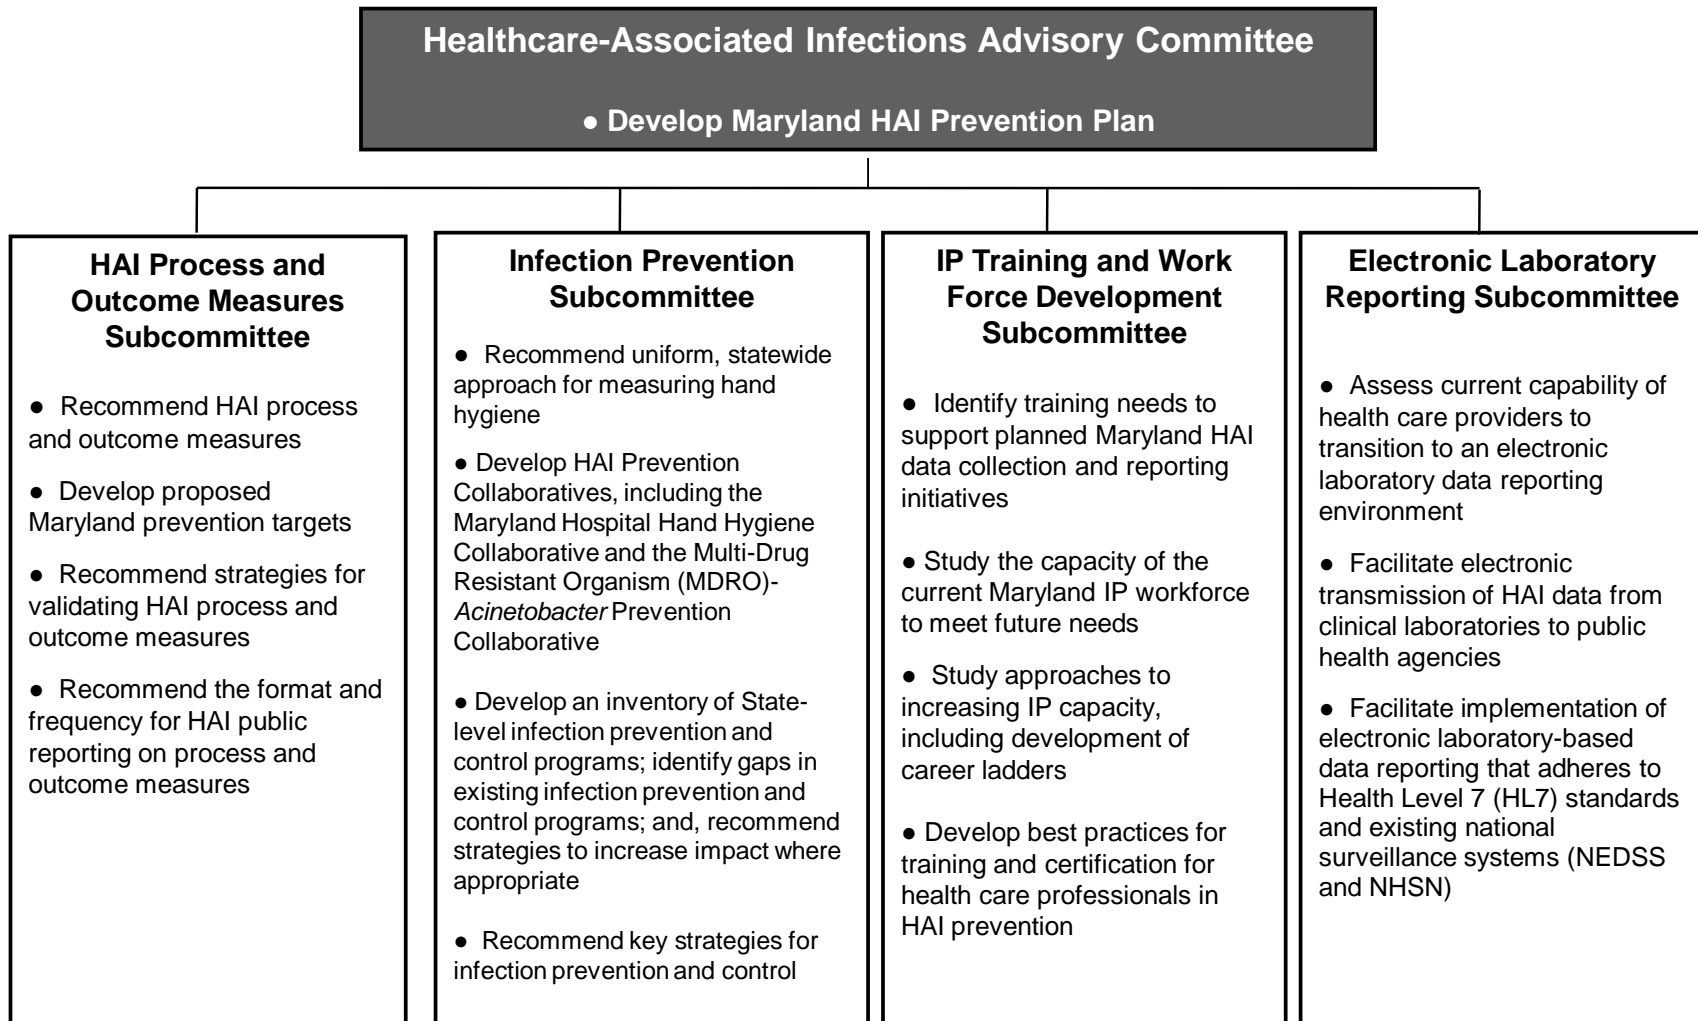 Healthcare-Associated Infections Advisory Committee
● Develop Maryland HAI Prevention Plan
HAI Process and
Outcome Measures
Subcommittee
● Recommend HAI process
and outcome measures
● Develop proposed
Maryland prevention targets
● Recommend strategies for
validating HAI process and
outcome measures
● Recommend the format and
frequency for HAI public
reporting on process and
outcome measures
Infection Prevention
Subcommittee
● Recommend uniform, statewide
approach for measuring hand
hygiene
● Develop HAI Prevention
Collaboratives, including the
Maryland Hospital Hand Hygiene
Collaborative and the Multi-Drug
Resistant Organism (MDRO)-
Acinetobacter Prevention
Collaborative
● Develop an inventory of State-
level infection prevention and
control programs; identify gaps in
existing infection prevention and
control programs; and, recommend
strategies to increase impact where
appropriate
● Recommend key strategies for
infection prevention and control
IP Training and Work
Force Development
Subcommittee
● Identify training needs to
support planned Maryland HAI
data collection and reporting
initiatives
● Study the capacity of the
current Maryland IP workforce
to meet future needs
● Study approaches to
increasing IP capacity,
including development of
career ladders
● Develop best practices for
training and certification for
health care professionals in
HAI prevention
Electronic Laboratory
Reporting Subcommittee
● Assess current capability of
health care providers to
transition to an electronic
laboratory data reporting
environment
● Facilitate electronic
transmission of HAI data from
clinical laboratories to public
health agencies
● Facilitate implementation of
electronic laboratory-based
data reporting that adheres to
Health Level 7 (HL7) standards
and existing national
surveillance systems (NEDSS
and NHSN)